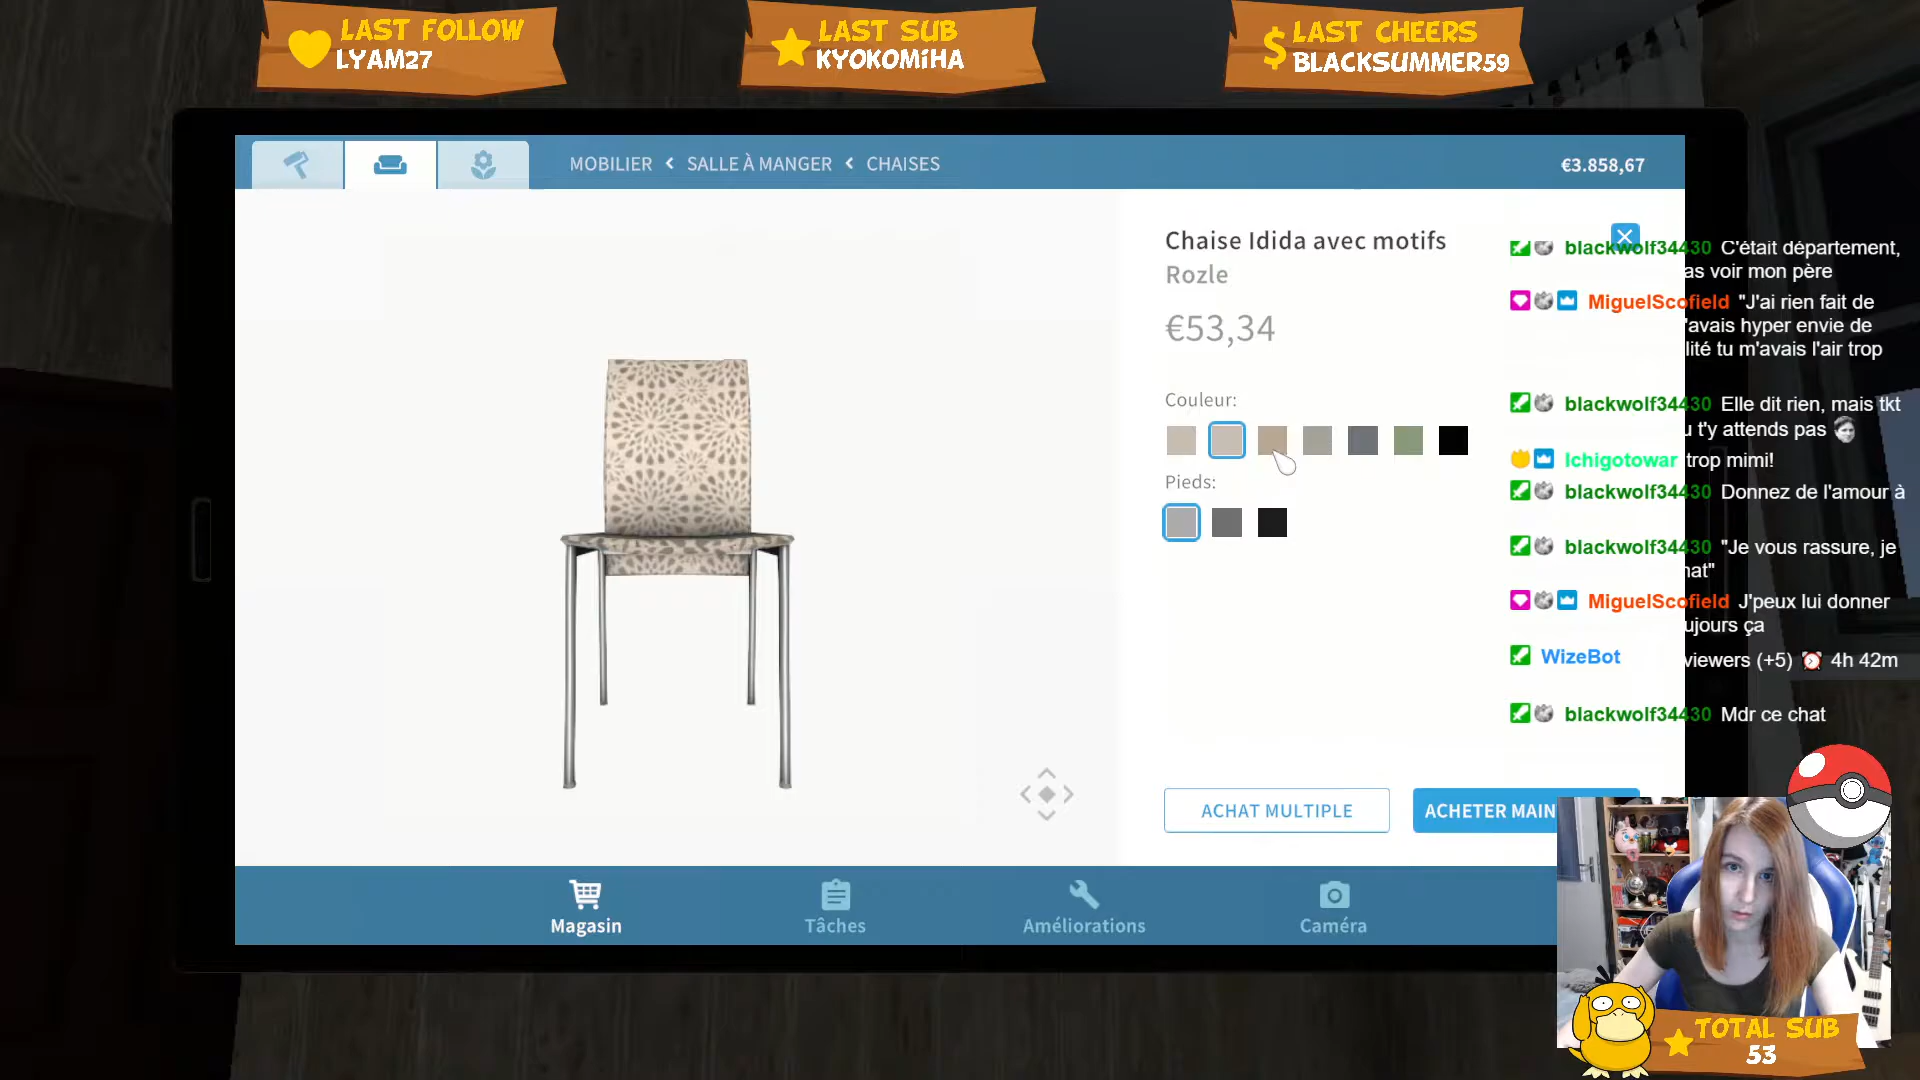 LAST FOLLOW
LYAM27
LAST SUB
KYOKOMIHA
LAST CHEERS
BLACKSUMMER59
MOBILIER < SALLE À MANGER < CHAISES
€3.858,67
Chaise Idida avec motifs
Rozle
€53,34
Couleur:
Pieds:
ACHAT MULTIPLE
ACHETER MAIN
Magasin
Tâches
Améliorations
Caméra
blackwolf34430 C'était département,
as voir mon père
MiguelScofield "J'ai rien fait de
avais hyper envie de
lité tu m'avais l'air trop
blackwolf34430 Elle dit rien, mais tkt
u t'y attends pas
Ichigotowar trop mimi!
blackwolf34430 Donnez de l'amour à
blackwolf34430 "Je vous rassure, je
hat"
MiguelScofield J'peux lui donner
ujours ça
WizeBot
viewers (+5) 4h 42m
blackwolf34430 Mdr ce chat
TOTAL SUB
53